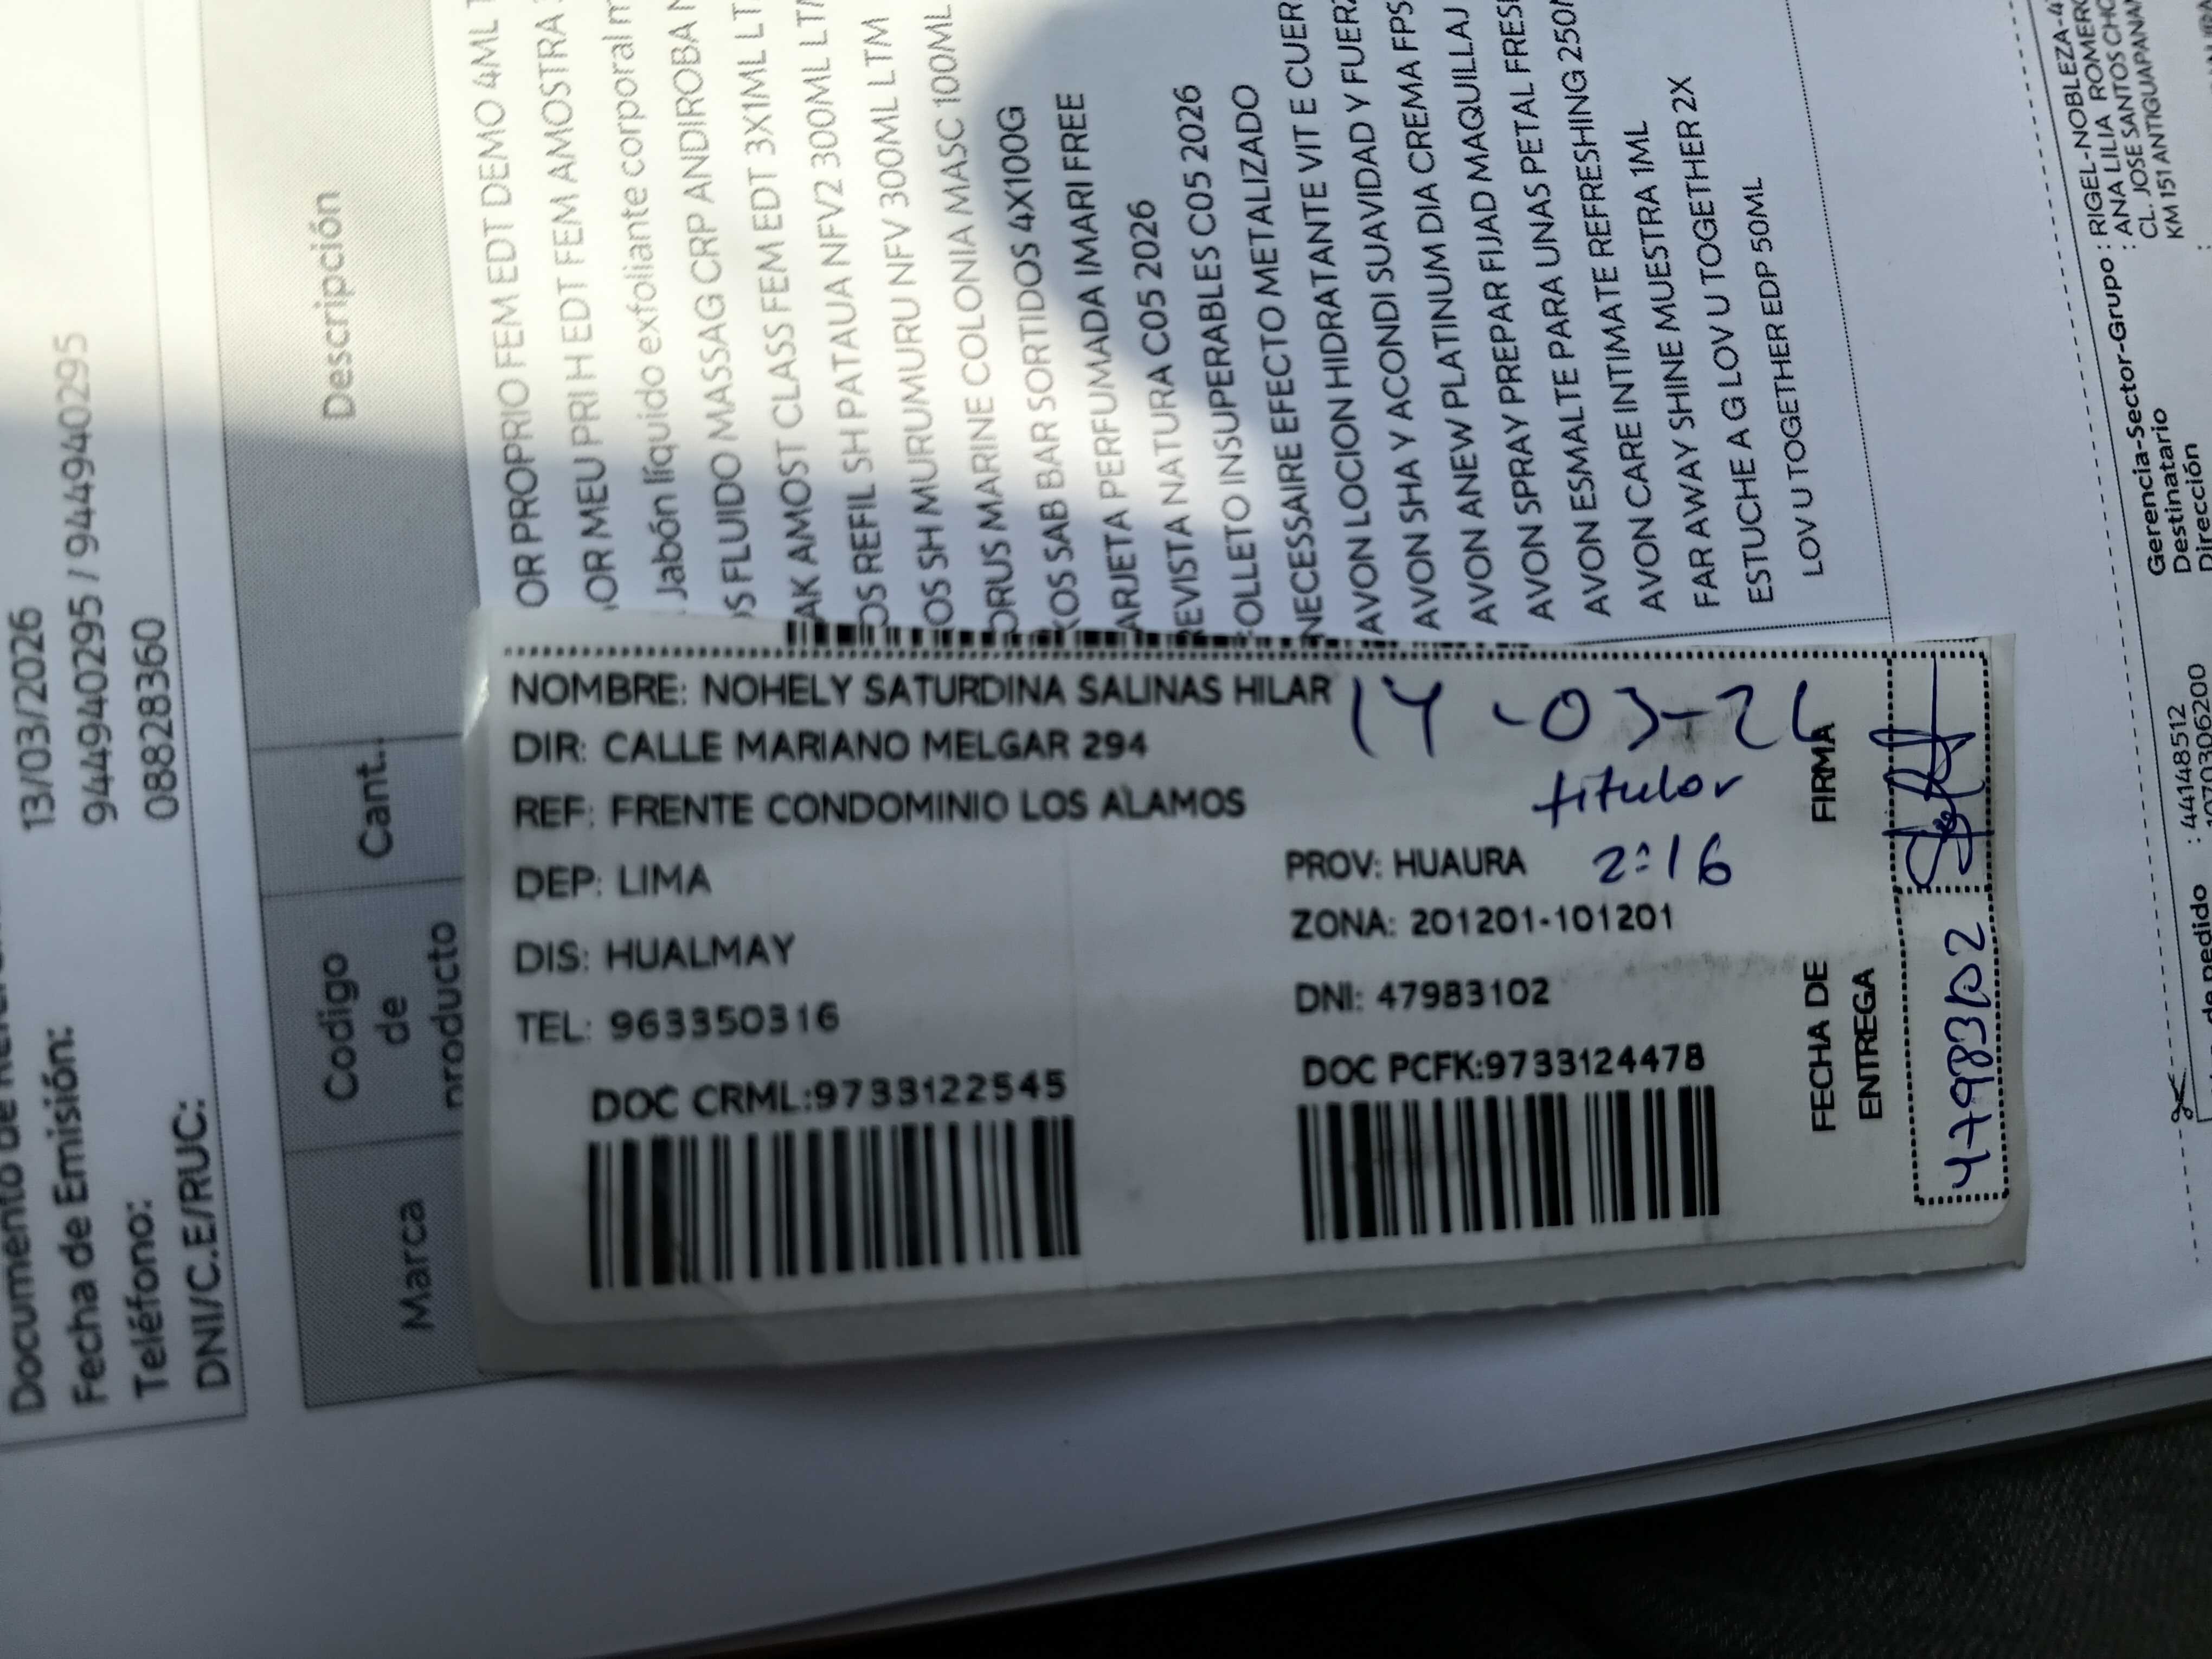 Fecha de Emisión: 13/03/2026
Teléfono: 944940295 / 944940295
DNI/C.E/RUC: 08828360
Marca
Codigo de producto
Cant.
Descripción
OR PROPRIO FEM EDT DEMO 4ML
OR MEU PRI H EDT FEM AMOSTRA
Jabón líquido exfoliante corporal
OS FLUIDO MASSAG CRP ANDIROBA
AK AMOST CLASS FEM EDT 3X1ML LT
OS REFIL SH PATAUA NFV2 300ML LT
OS SH MURUMURU NFV 300ML LTM
ORUS MARINE COLONIA MASC 100ML
KOS SAB BAR SORTIDOS 4X100G
ARJETA PERFUMADA IMARI FREE
EVISTA NATURA C05 2026
OLLETO INSUPERABLES C05 2026
NECESSAIRE EFECTO METALIZADO
AVON LOCION HIDRATANTE VIT E CUER
AVON SHA Y ACONDI SUAVIDAD Y FUERZ
AVON ANEW PLATINUM DIA CREMA FPS
AVON SPRAY PREPAR FIJAD MAQUILLAJ
AVON ESMALTE PARA UNAS PETAL FRES
AVON CARE INTIMATE REFRESHING 250
FAR AWAY SHINE MUESTRA 1ML
ESTUCHE A G LOV U TOGETHER 2X
LOV U TOGETHER EDP 50ML
NOMBRE: NOHELY SATURDINA SALINAS HILAR
DIR: CALLE MARIANO MELGAR 294
REF: FRENTE CONDOMINIO LOS ALAMOS
DEP: LIMA
PROV: HUAURA
DIS: HUALMAY
ZONA: 201201-101201
TEL: 963350316
DNI: 47983102
DOC CRML:9733122545
DOC PCFK:9733124478
14-03-26
titular
2:16
FIRMA
FECHA DE ENTREGA
47983102
Gerencia-Sector-Grupo : RIGEL-NOBLEZA-4
Destinatario : ANA LILIA ROMERO
Dirección : CL. JOSE SANTOS CHO
KM 151 ANTIGUA PANAM
de pedido : 44148512